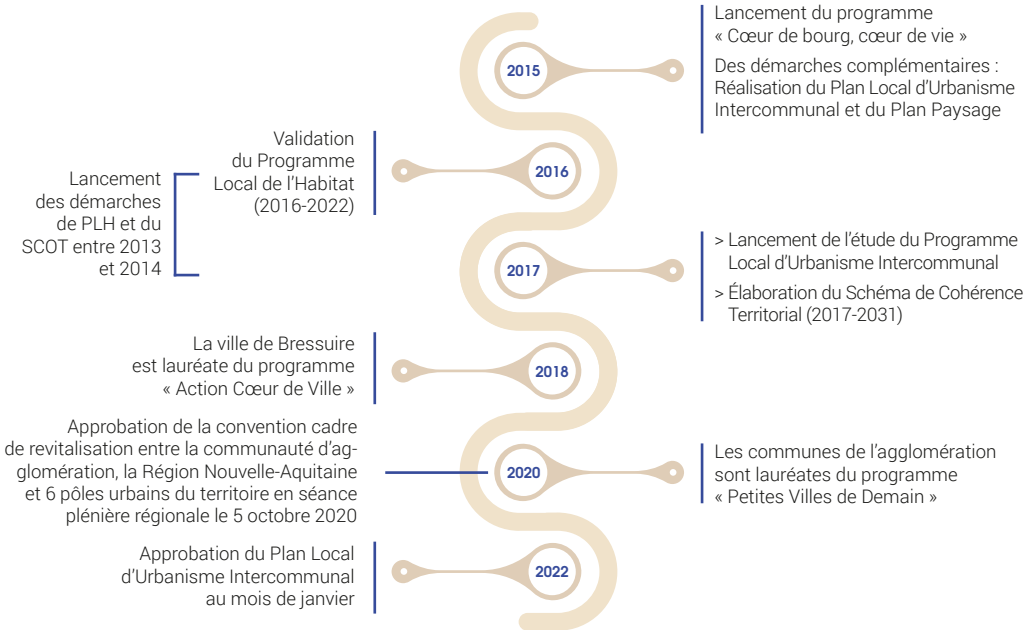 2015
Lancement du programme
« Cœur de bourg, cœur de vie »
Des démarches complémentaires :
Réalisation du Plan Local d’Urbanisme
Intercommunal et du Plan Paysage
Lancement
des démarches
de PLH et du
SCOT entre 2013
et 2014
Validation
du Programme
Local de l’Habitat
(2016-2022)
2016
2017
> Lancement de l’étude du Programme
Local d’Urbanisme Intercommunal
> Élaboration du Schéma de Cohérence
Territorial (2017-2031)
La ville de Bressuire
est lauréate du programme
« Action Cœur de Ville »
2018
Approbation de la convention cadre
de revitalisation entre la communauté d’ag-
glomération, la Région Nouvelle-Aquitaine
et 6 pôles urbains du territoire en séance
plénière régionale le 5 octobre 2020
2020
Les communes de l’agglomération
sont lauréates du programme
« Petites Villes de Demain »
Approbation du Plan Local
d’Urbanisme Intercommunal
au mois de janvier
2022